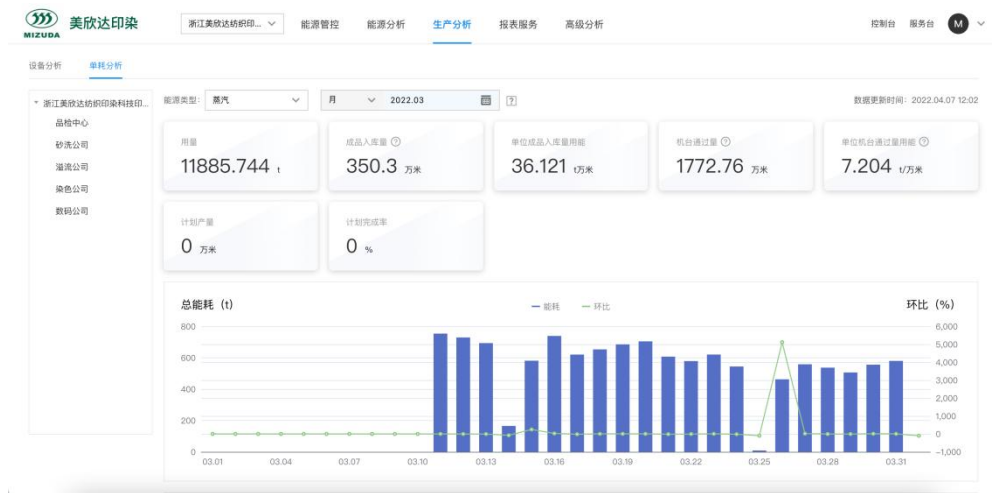 美欣达印染
MIZUDA
浙江美欣达纺织印... 能源管控 能源分析 生产分析 报表服务 高级分析 控制台 服务台 M
设备分析 单耗分析
浙江美欣达纺织印染科技印...
品检中心
砂洗公司
溢流公司
染色公司
数码公司
能源类型: 蒸汽 月 2022.03 ? 数据更新时间: 2022.04.07 12:02
用量
11885.744 t
成品入库量 ?
350.3 万米
单位成品入库量用能
36.121 t万米
机台通过量 ?
1772.76 万米
单位机台通过量用能 ?
7.204 t/万米
计划产量
0 万米
计划完成率
0 %
总能耗 (t) 能耗 环比 环比 (%)
800 6,000
5,000
600 4,000
400 3,000
2,000
200 1,000
0
0 -1,000
03.01 03.04 03.07 03.10 03.13 03.16 03.19 03.22 03.25 03.28 03.31